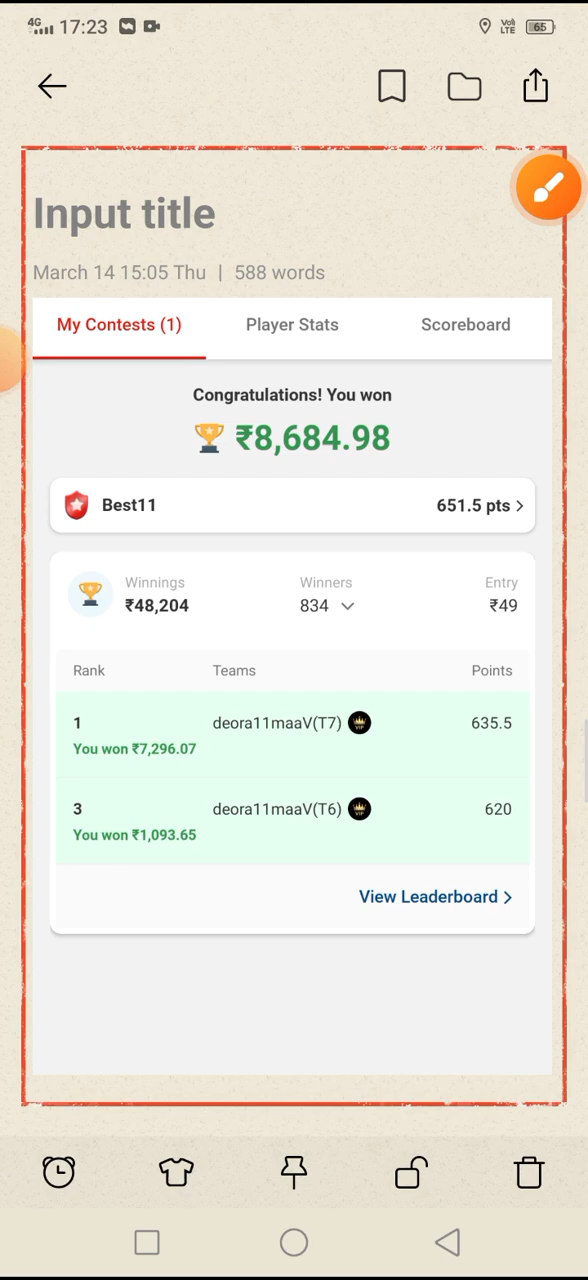 4G 17:23 VoD LTE 65
Input title
March 14 15:05 Thu | 588 words
My Contests (1) Player Stats Scoreboard
Congratulations! You won
₹8,684.98
Best11 651.5 pts
Winnings Winners Entry
₹48,204 834 ₹49
Rank Teams Points
1 deora11maaV(T7) VIP 635.5
You won ₹7,296.07
3 deora11maaV(T6) VIP 620
You won ₹1,093.65
View Leaderboard